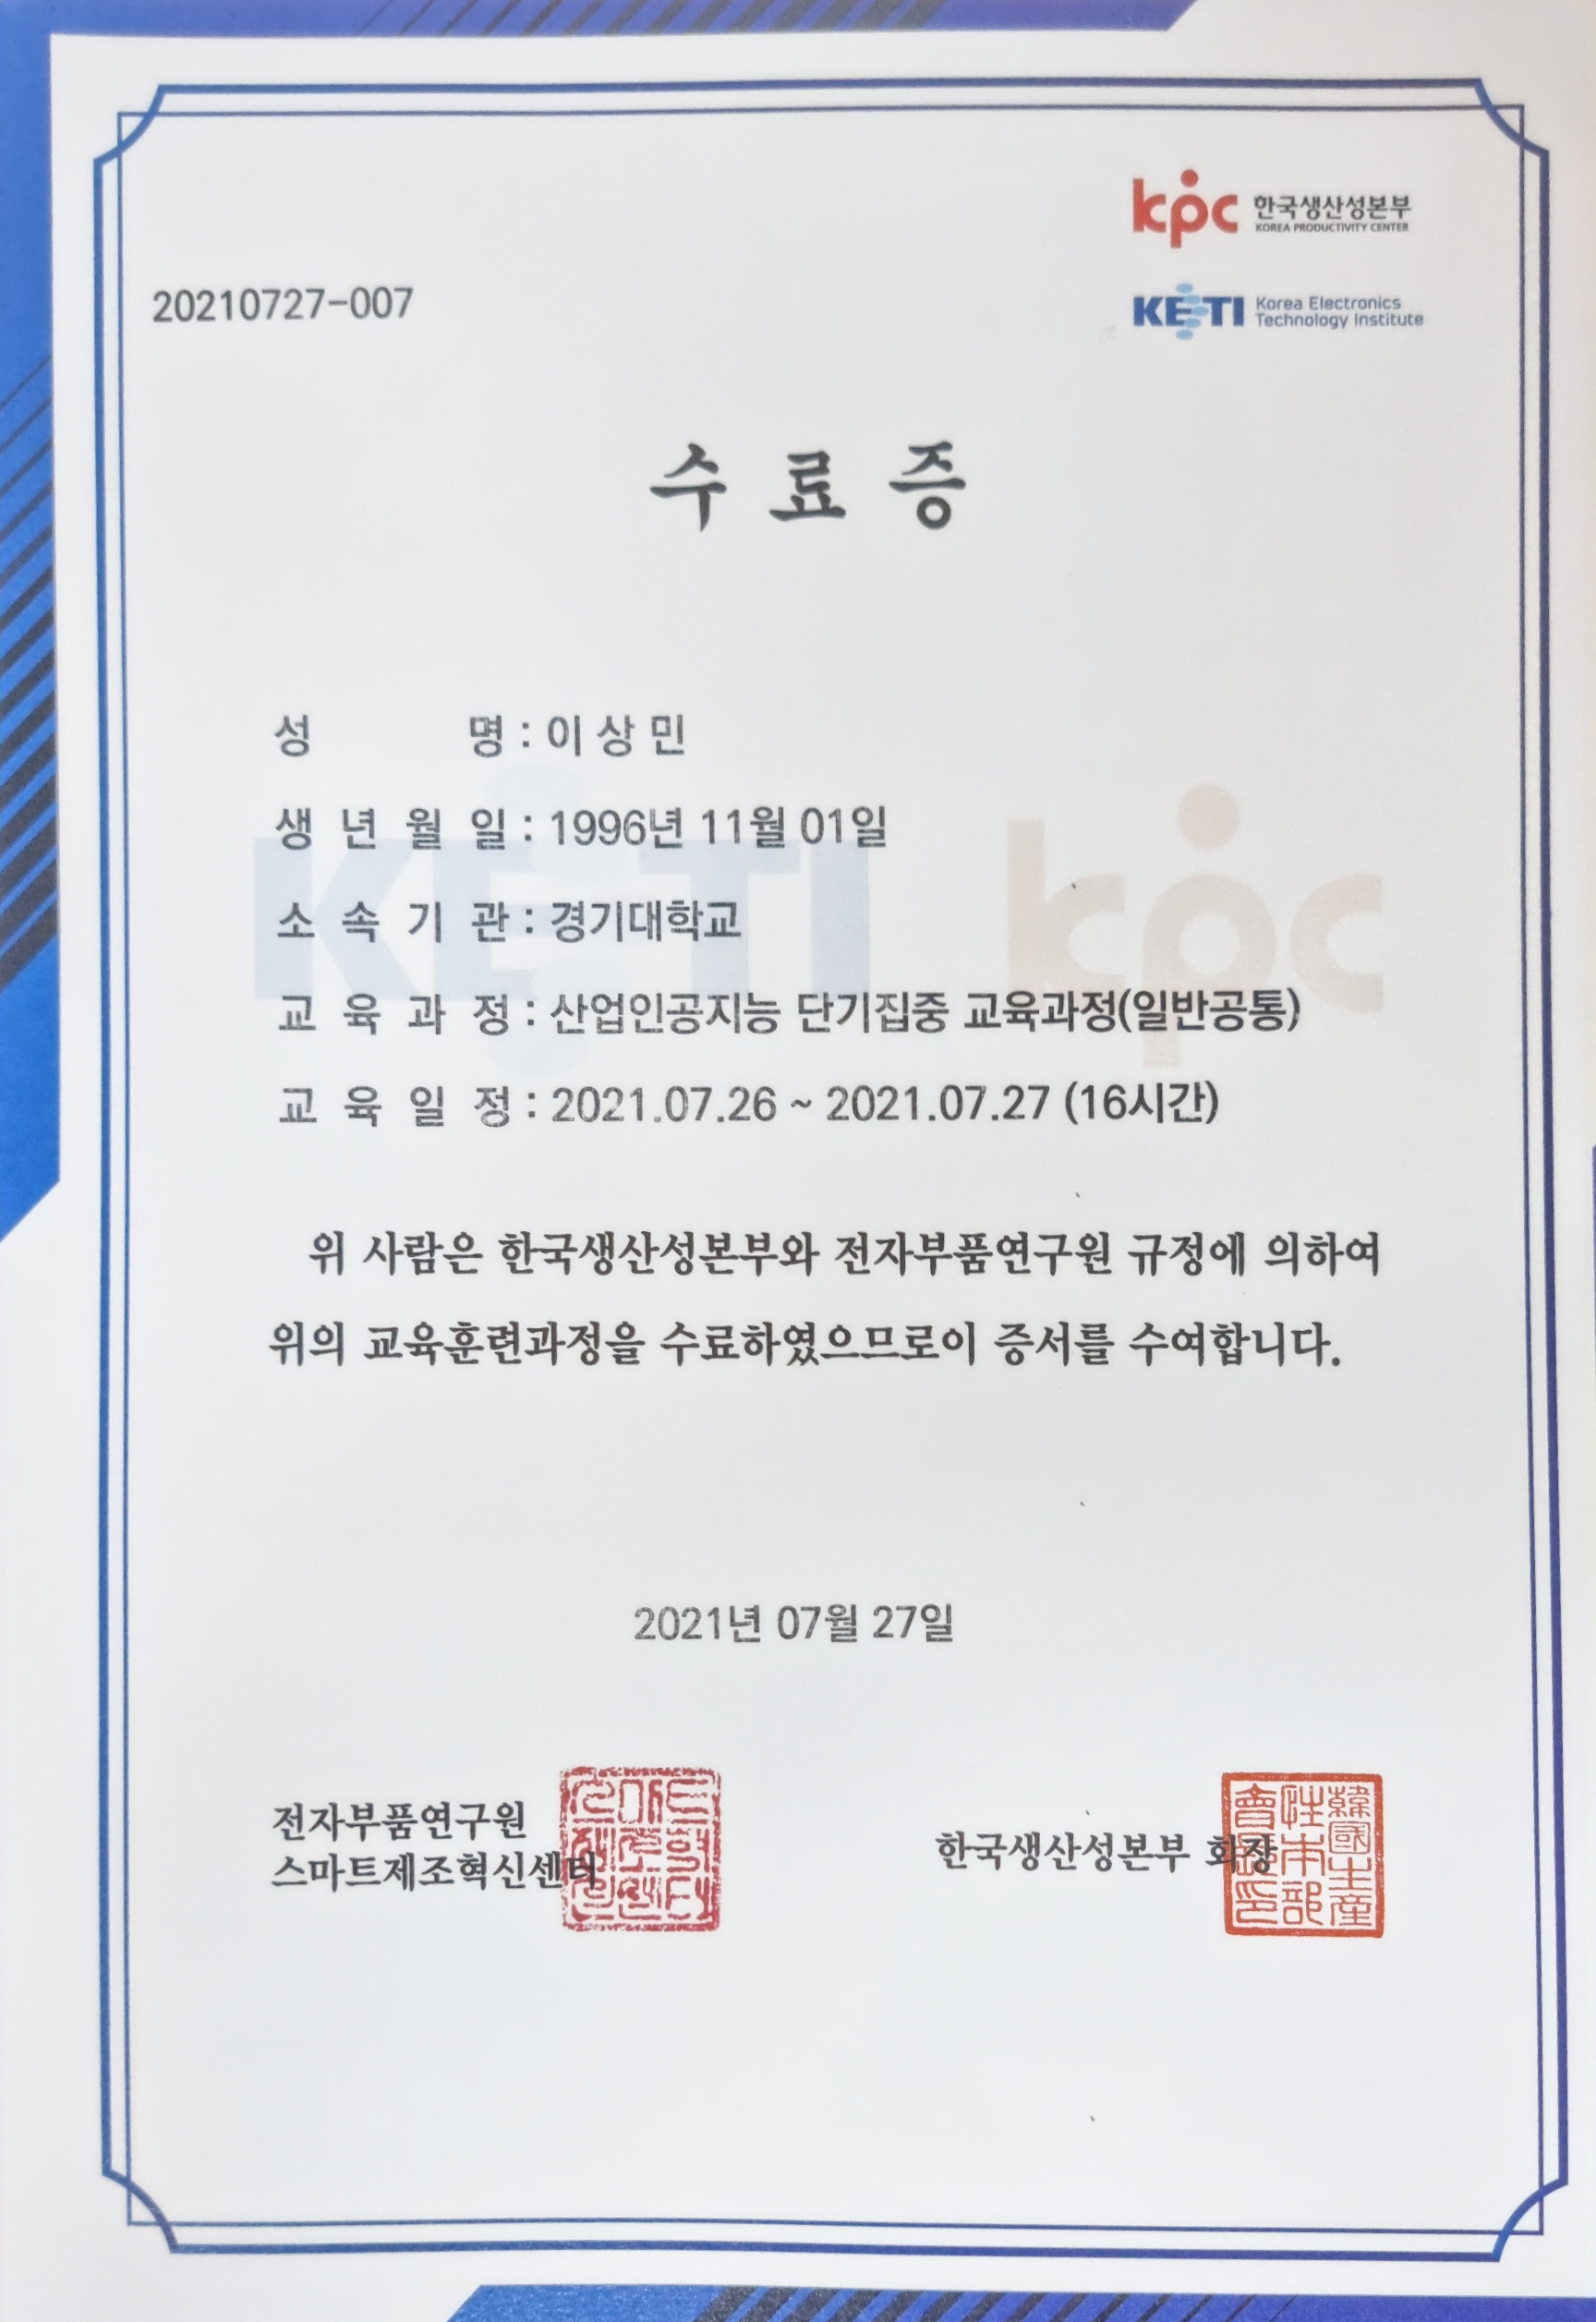 kpc 한국생산성본부
KOREA PRODUCTIVITY CENTER
20210727-007
KETI Korea Electronics
Technology Institute
수 료 증
성 명 : 이 상 민
생 년 월 일 : 1996년 11월 01일
소 속 기 관 : 경기대학교
교 육 과 정 : 산업인공지능 단기집중 교육과정(일반공통)
교 육 일 정 : 2021.07.26 ~ 2021.07.27 (16시간)
KETI kpc
위 사람은 한국생산성본부와 전자부품연구원 규정에 의하여
위의 교육훈련과정을 수료하였으므로이 증서를 수여합니다.
2021년 07월 27일
전자부품연구원
스마트제조혁신센터
한국생산성본부 회장